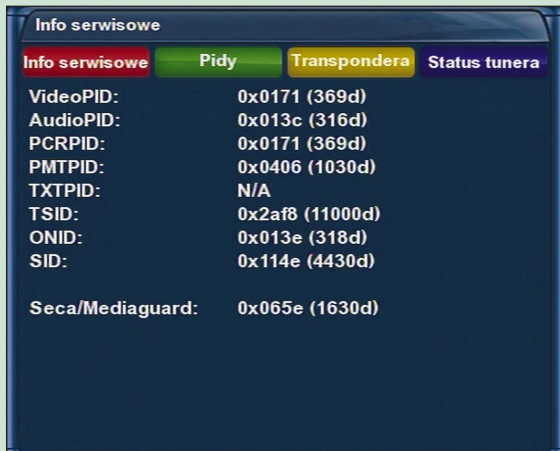 Info serwisowe
Info serwisowe Pidy Transpondera Status tunera
VideoPID: 0x0171 (369d)
AudioPID: 0x013c (316d)
PCRPID: 0x0171 (369d)
PMTPID: 0x0406 (1030d)
TXTPID: N/A
TSID: 0x2af8 (11000d)
ONID: 0x013e (318d)
SID: 0x114e (4430d)
Seca/Mediaguard: 0x065e (1630d)